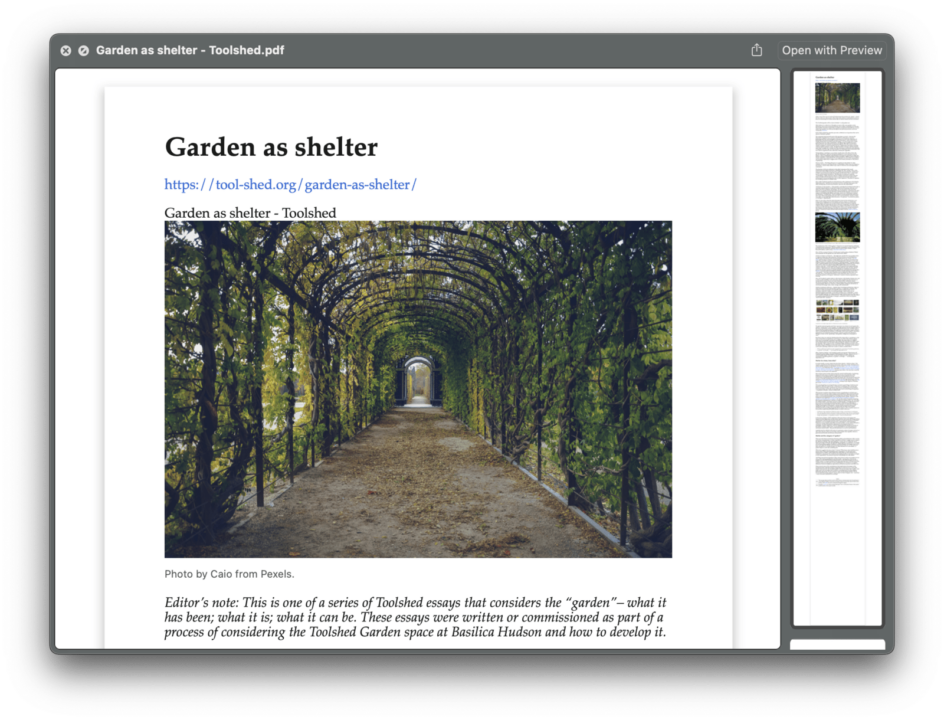 Garden as shelter - Toolshed.pdf
Open with Preview
Garden as shelter
https://tool-shed.org/garden-as-shelter/
Garden as shelter - Toolshed
Photo by Caio from Pexels.
Editor's note: This is one of a series of Toolshed essays that considers the “garden”– what it
has been; what it is; what it can be. These essays were written or commissioned as part of a
process of considering the Toolshed Garden space at Basilica Hudson and how to develop it.